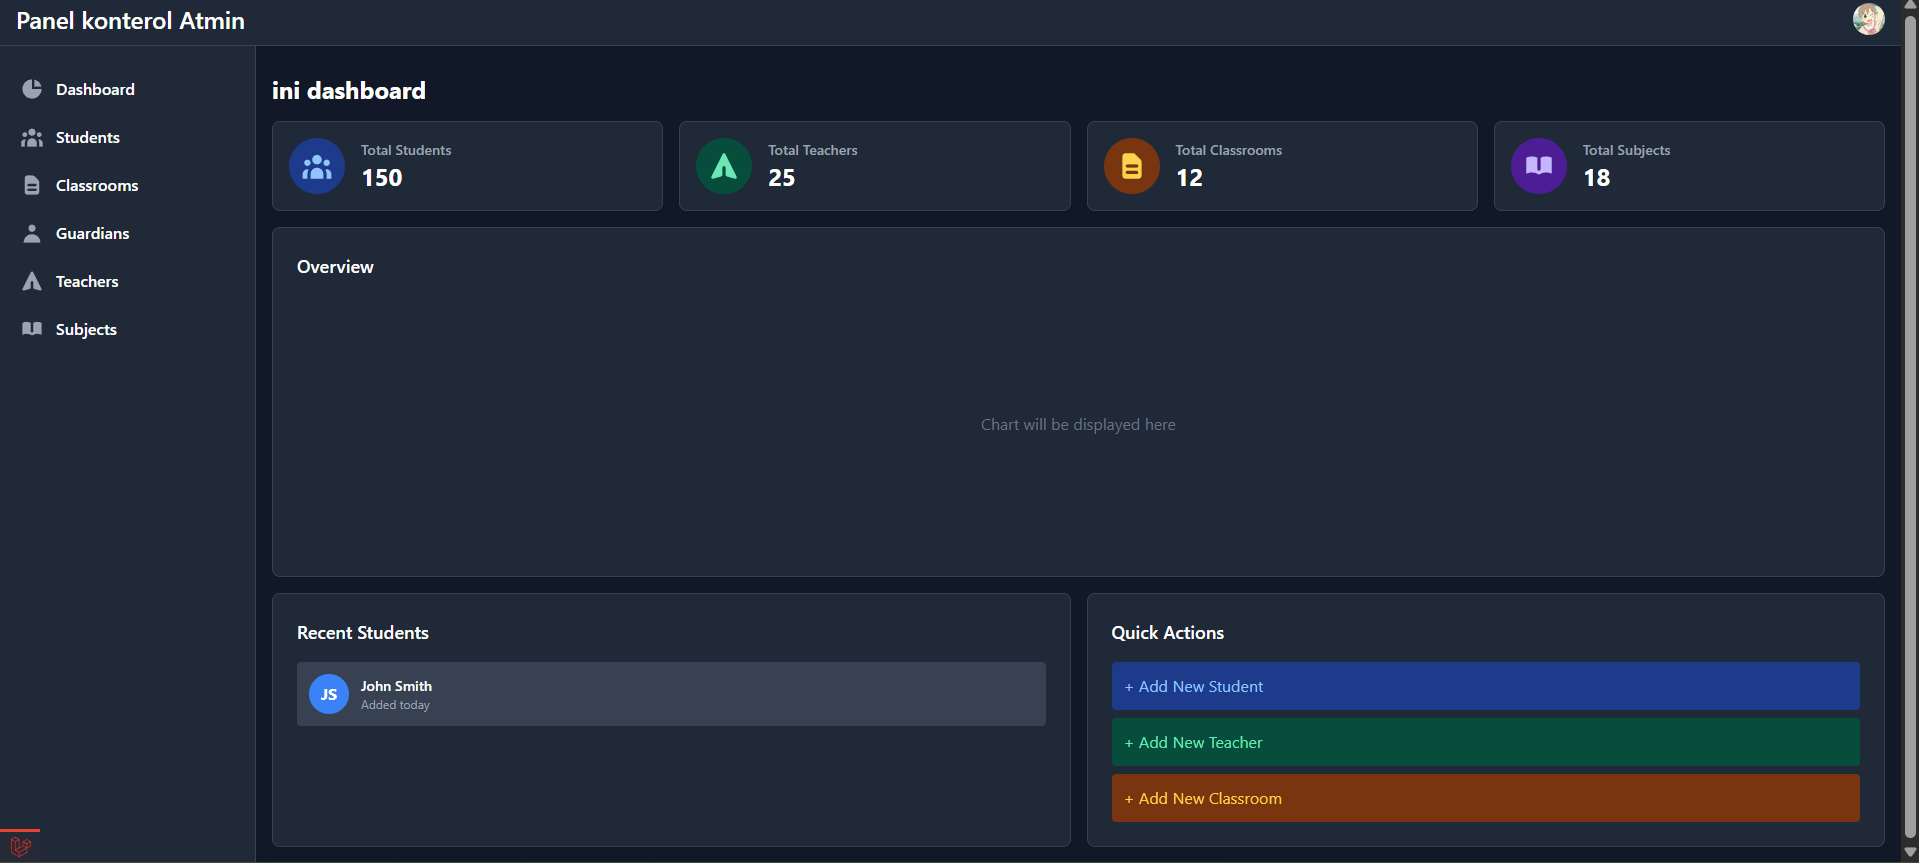 Panel konterol Atmin
Dashboard
Students
Classrooms
Guardians
Teachers
Subjects
ini dashboard
Total Students
150
Total Teachers
25
Total Classrooms
12
Total Subjects
18
Overview
Chart will be displayed here
Recent Students
JS
John Smith
Added today
Quick Actions
+ Add New Student
+ Add New Teacher
+ Add New Classroom